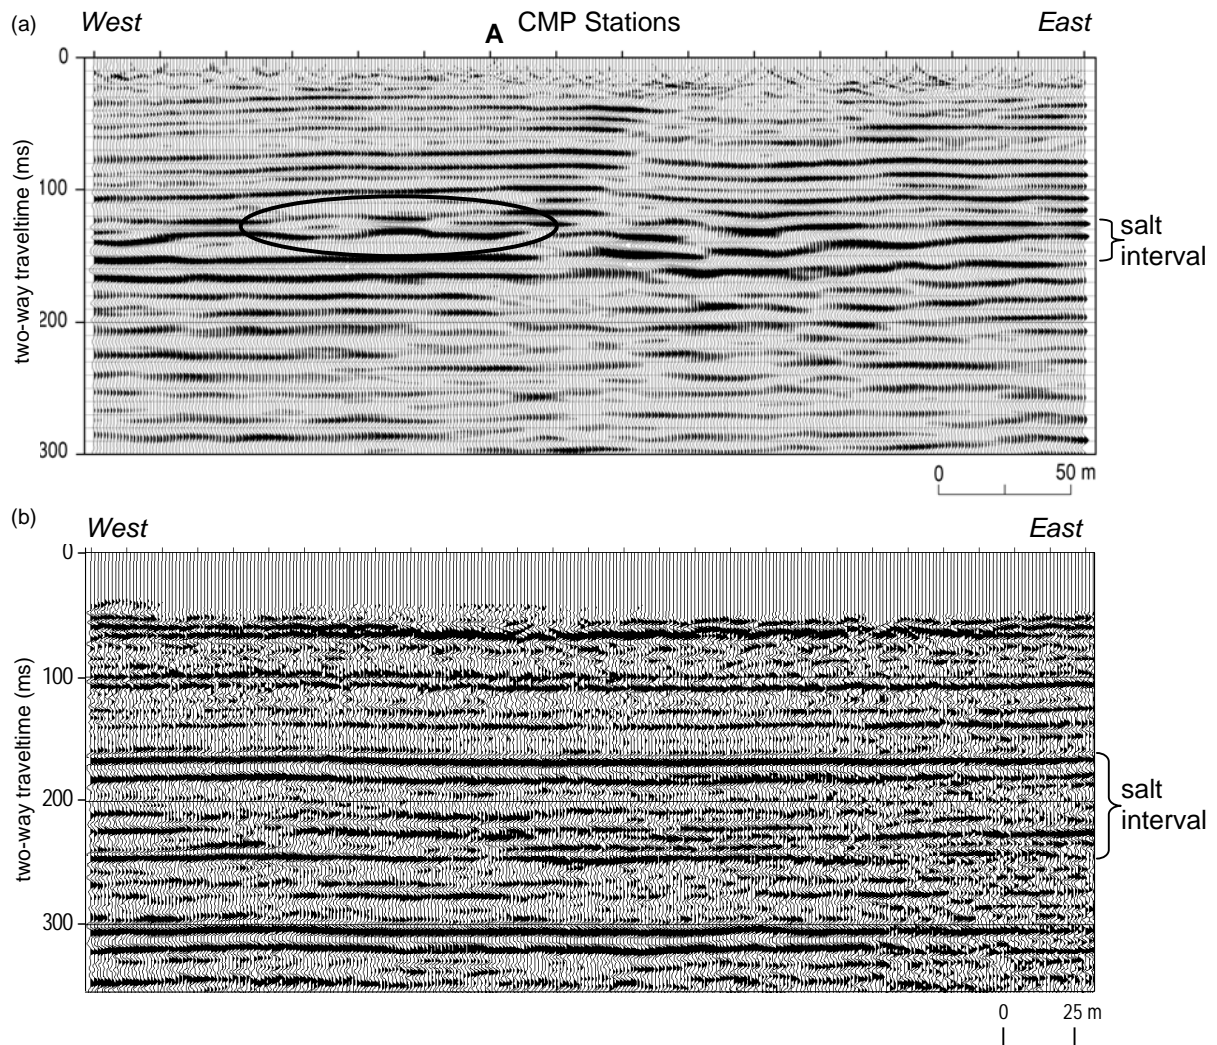 (a) West A CMP Stations East
0
100
200
300
two-way traveltime (ms)
salt
interval
0 50 m
(b) West East
0
100
200
300
two-way traveltime (ms)
salt
interval
0 25 m